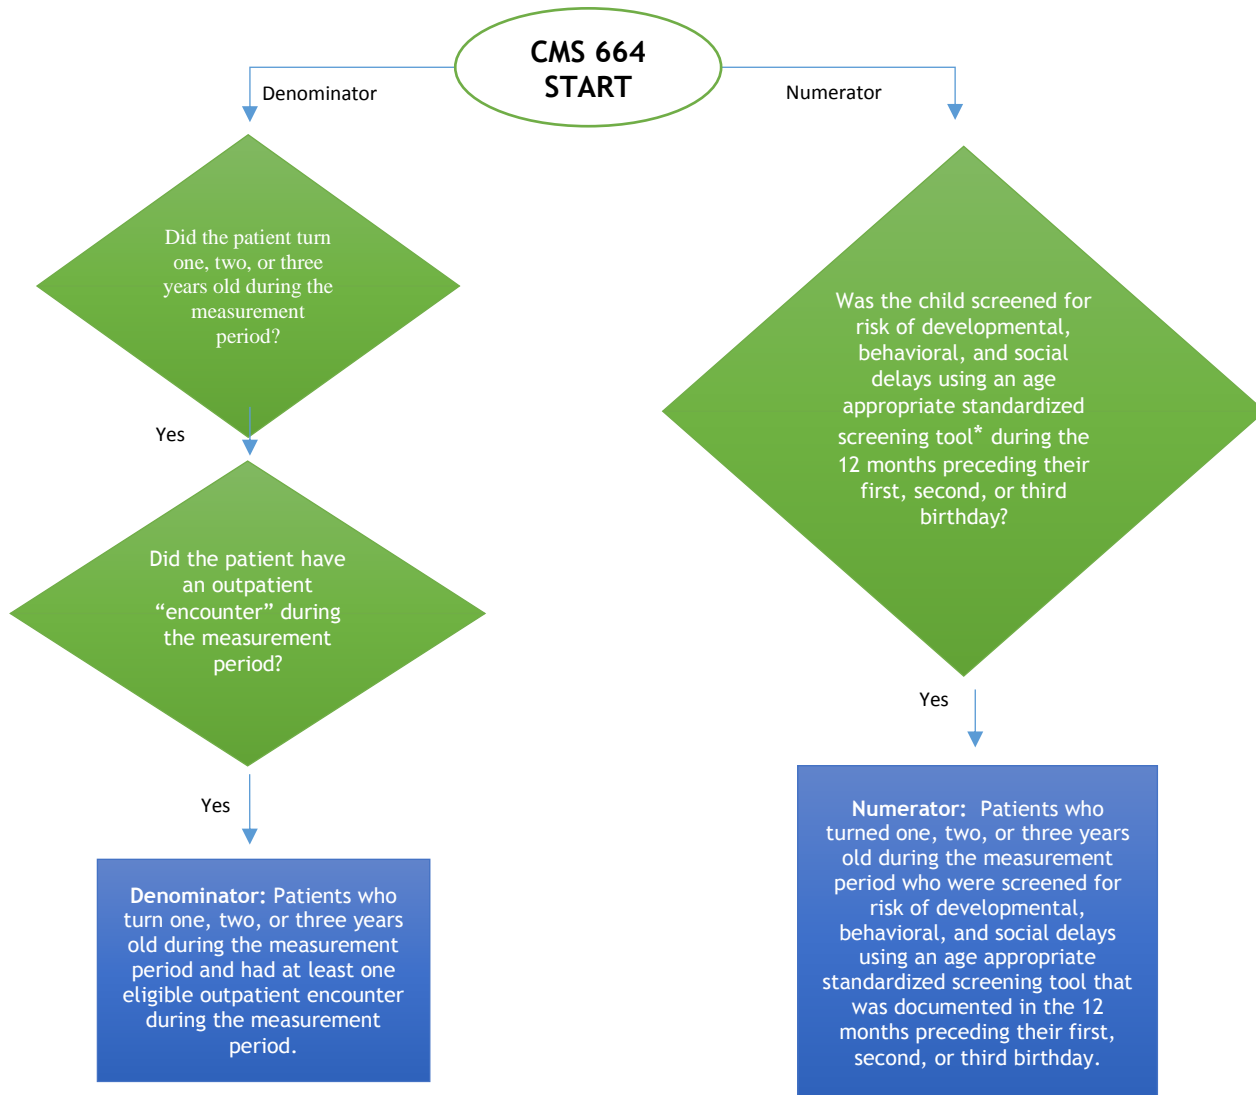 CMS 664
START
Denominator
Numerator
Did the patient turn
one, two, or three
years old during the
measurement
period?
Yes
Did the patient have
an outpatient
“encounter” during
the measurement
period?
Yes
Denominator: Patients who
turn one, two, or three years
old during the measurement
period and had at least one
eligible outpatient encounter
during the measurement
period.
Was the child screened for
risk of developmental,
behavioral, and social
delays using an age
appropriate standardized
screening tool* during the
12 months preceding their
first, second, or third
birthday?
Yes
Numerator: Patients who
turned one, two, or three years
old during the measurement
period who were screened for
risk of developmental,
behavioral, and social delays
using an age appropriate
standardized screening tool that
was documented in the 12
months preceding their first,
second, or third birthday.